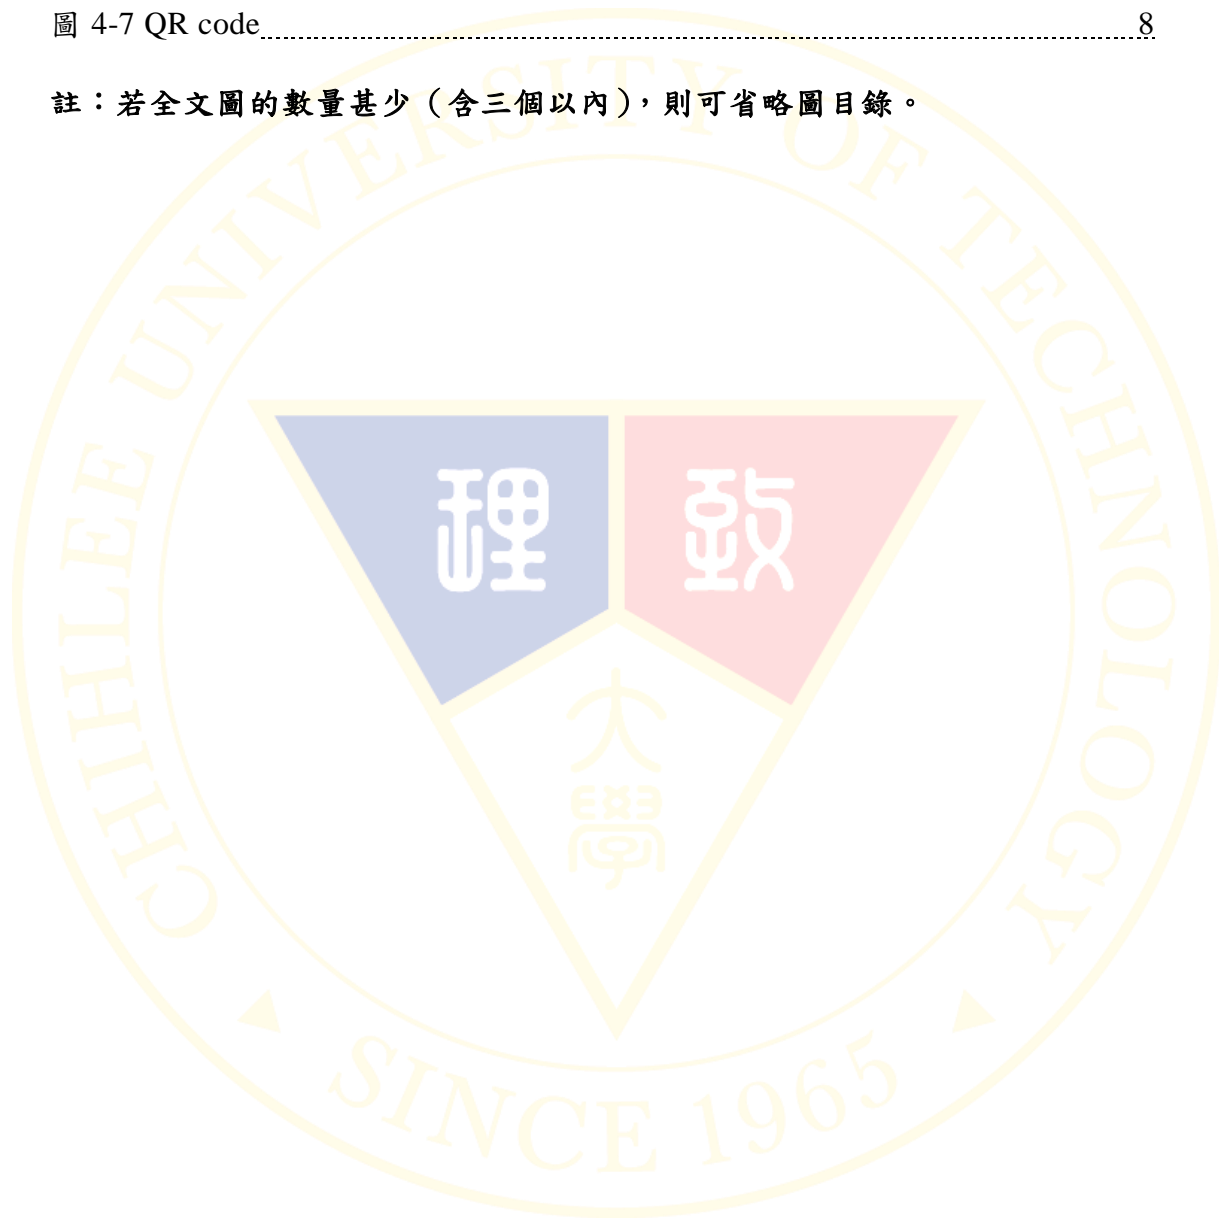 圖 4-7 QR code 8
註：若全文圖的數量甚少（含三個以內），則可省略圖目錄。
CHIHLEE UNIVERSITY OF TECHNOLOGY
理 致
大
學
SINCE 1965